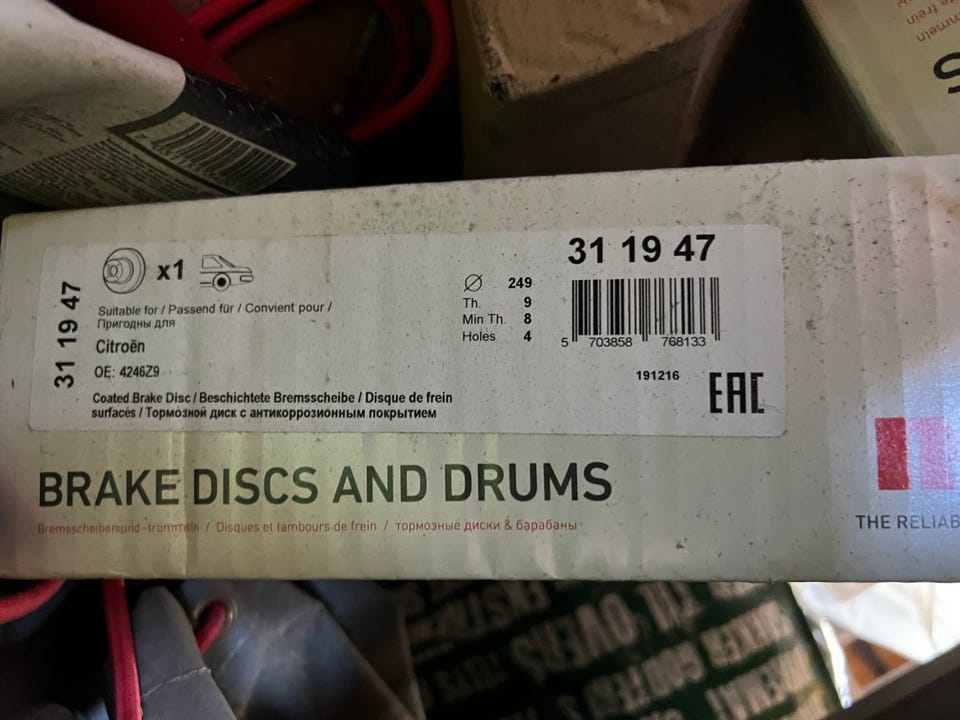 31 19 47
x1
Suitable for / Passend für / Convient pour /
Пригодны для
Citroën
OE: 4246Z9
Coated Brake Disc / Beschichtete Bremsscheibe / Disque de frein
surfacés / Тормозной диск с антикоррозионным покрытием
Ø 249
Th. 9
Min Th. 8
Holes 4
31 19 47
5 703858 768133
191216
EAC
BRAKE DISCS AND DRUMS
Bremsscheiben und -trommeln / Disques et tambours de frein / тормозные диски & барабаны
THE RELIAB
OVERS